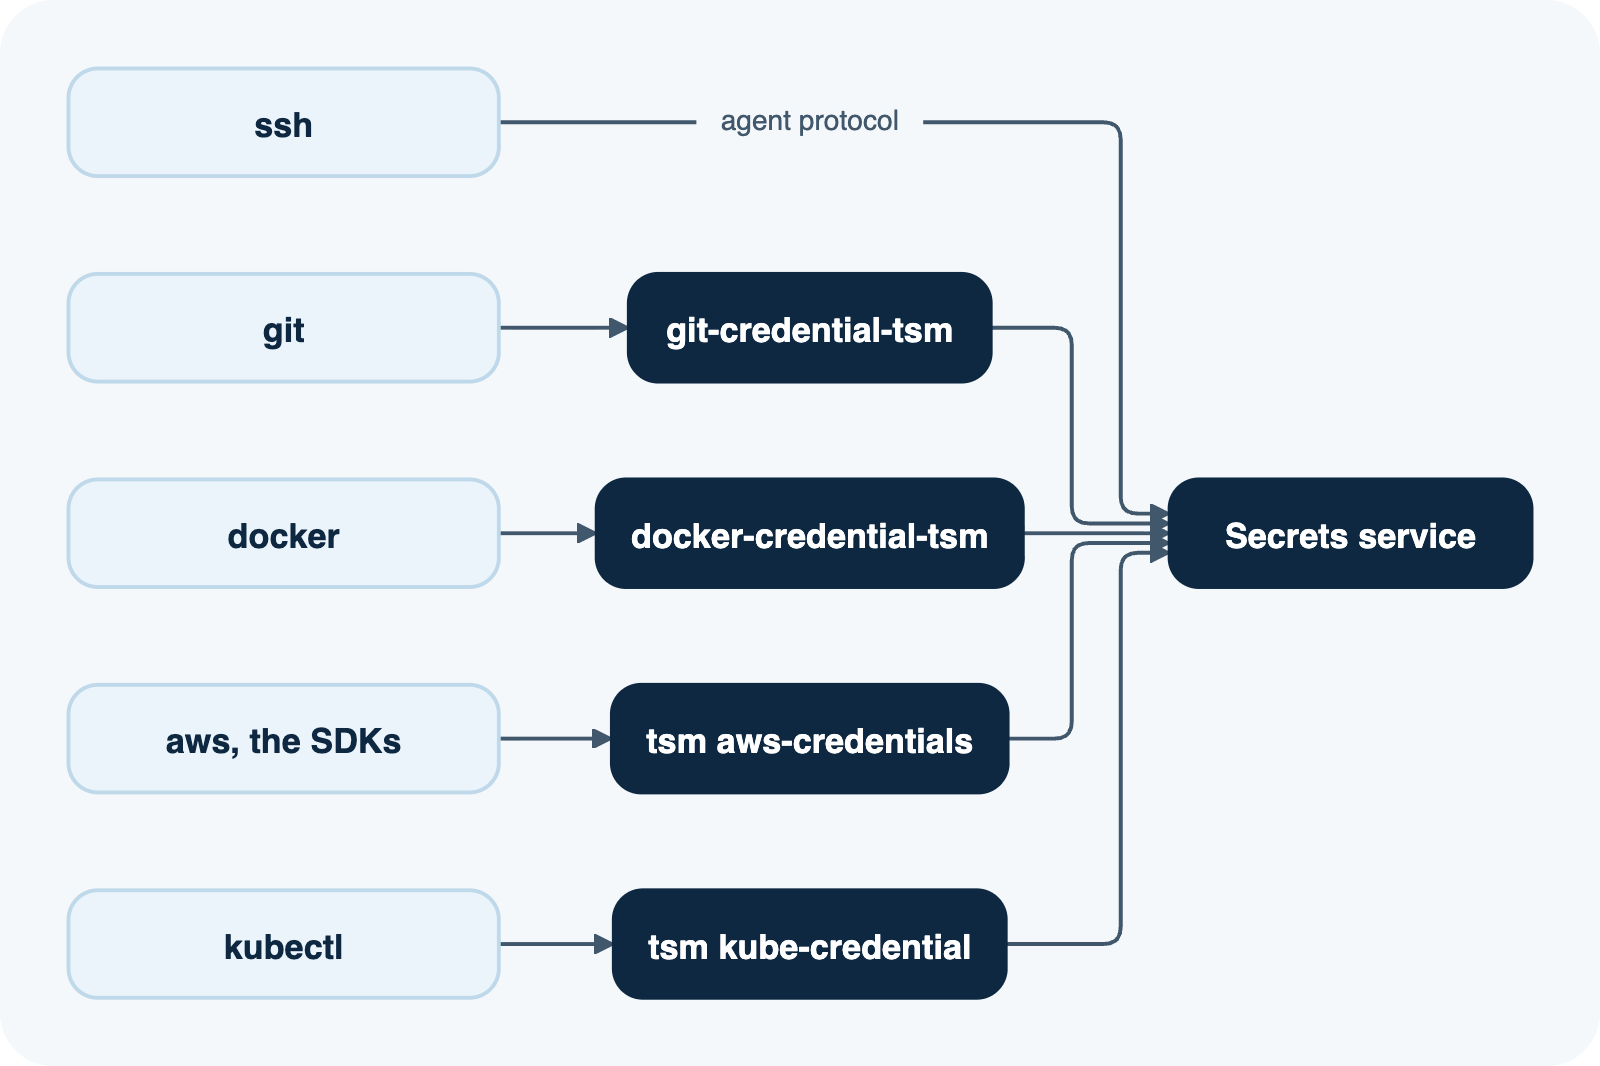 ssh
agent protocol
git
git-credential-tsm
docker
docker-credential-tsm
Secrets service
aws, the SDKs
tsm aws-credentials
kubectl
tsm kube-credential